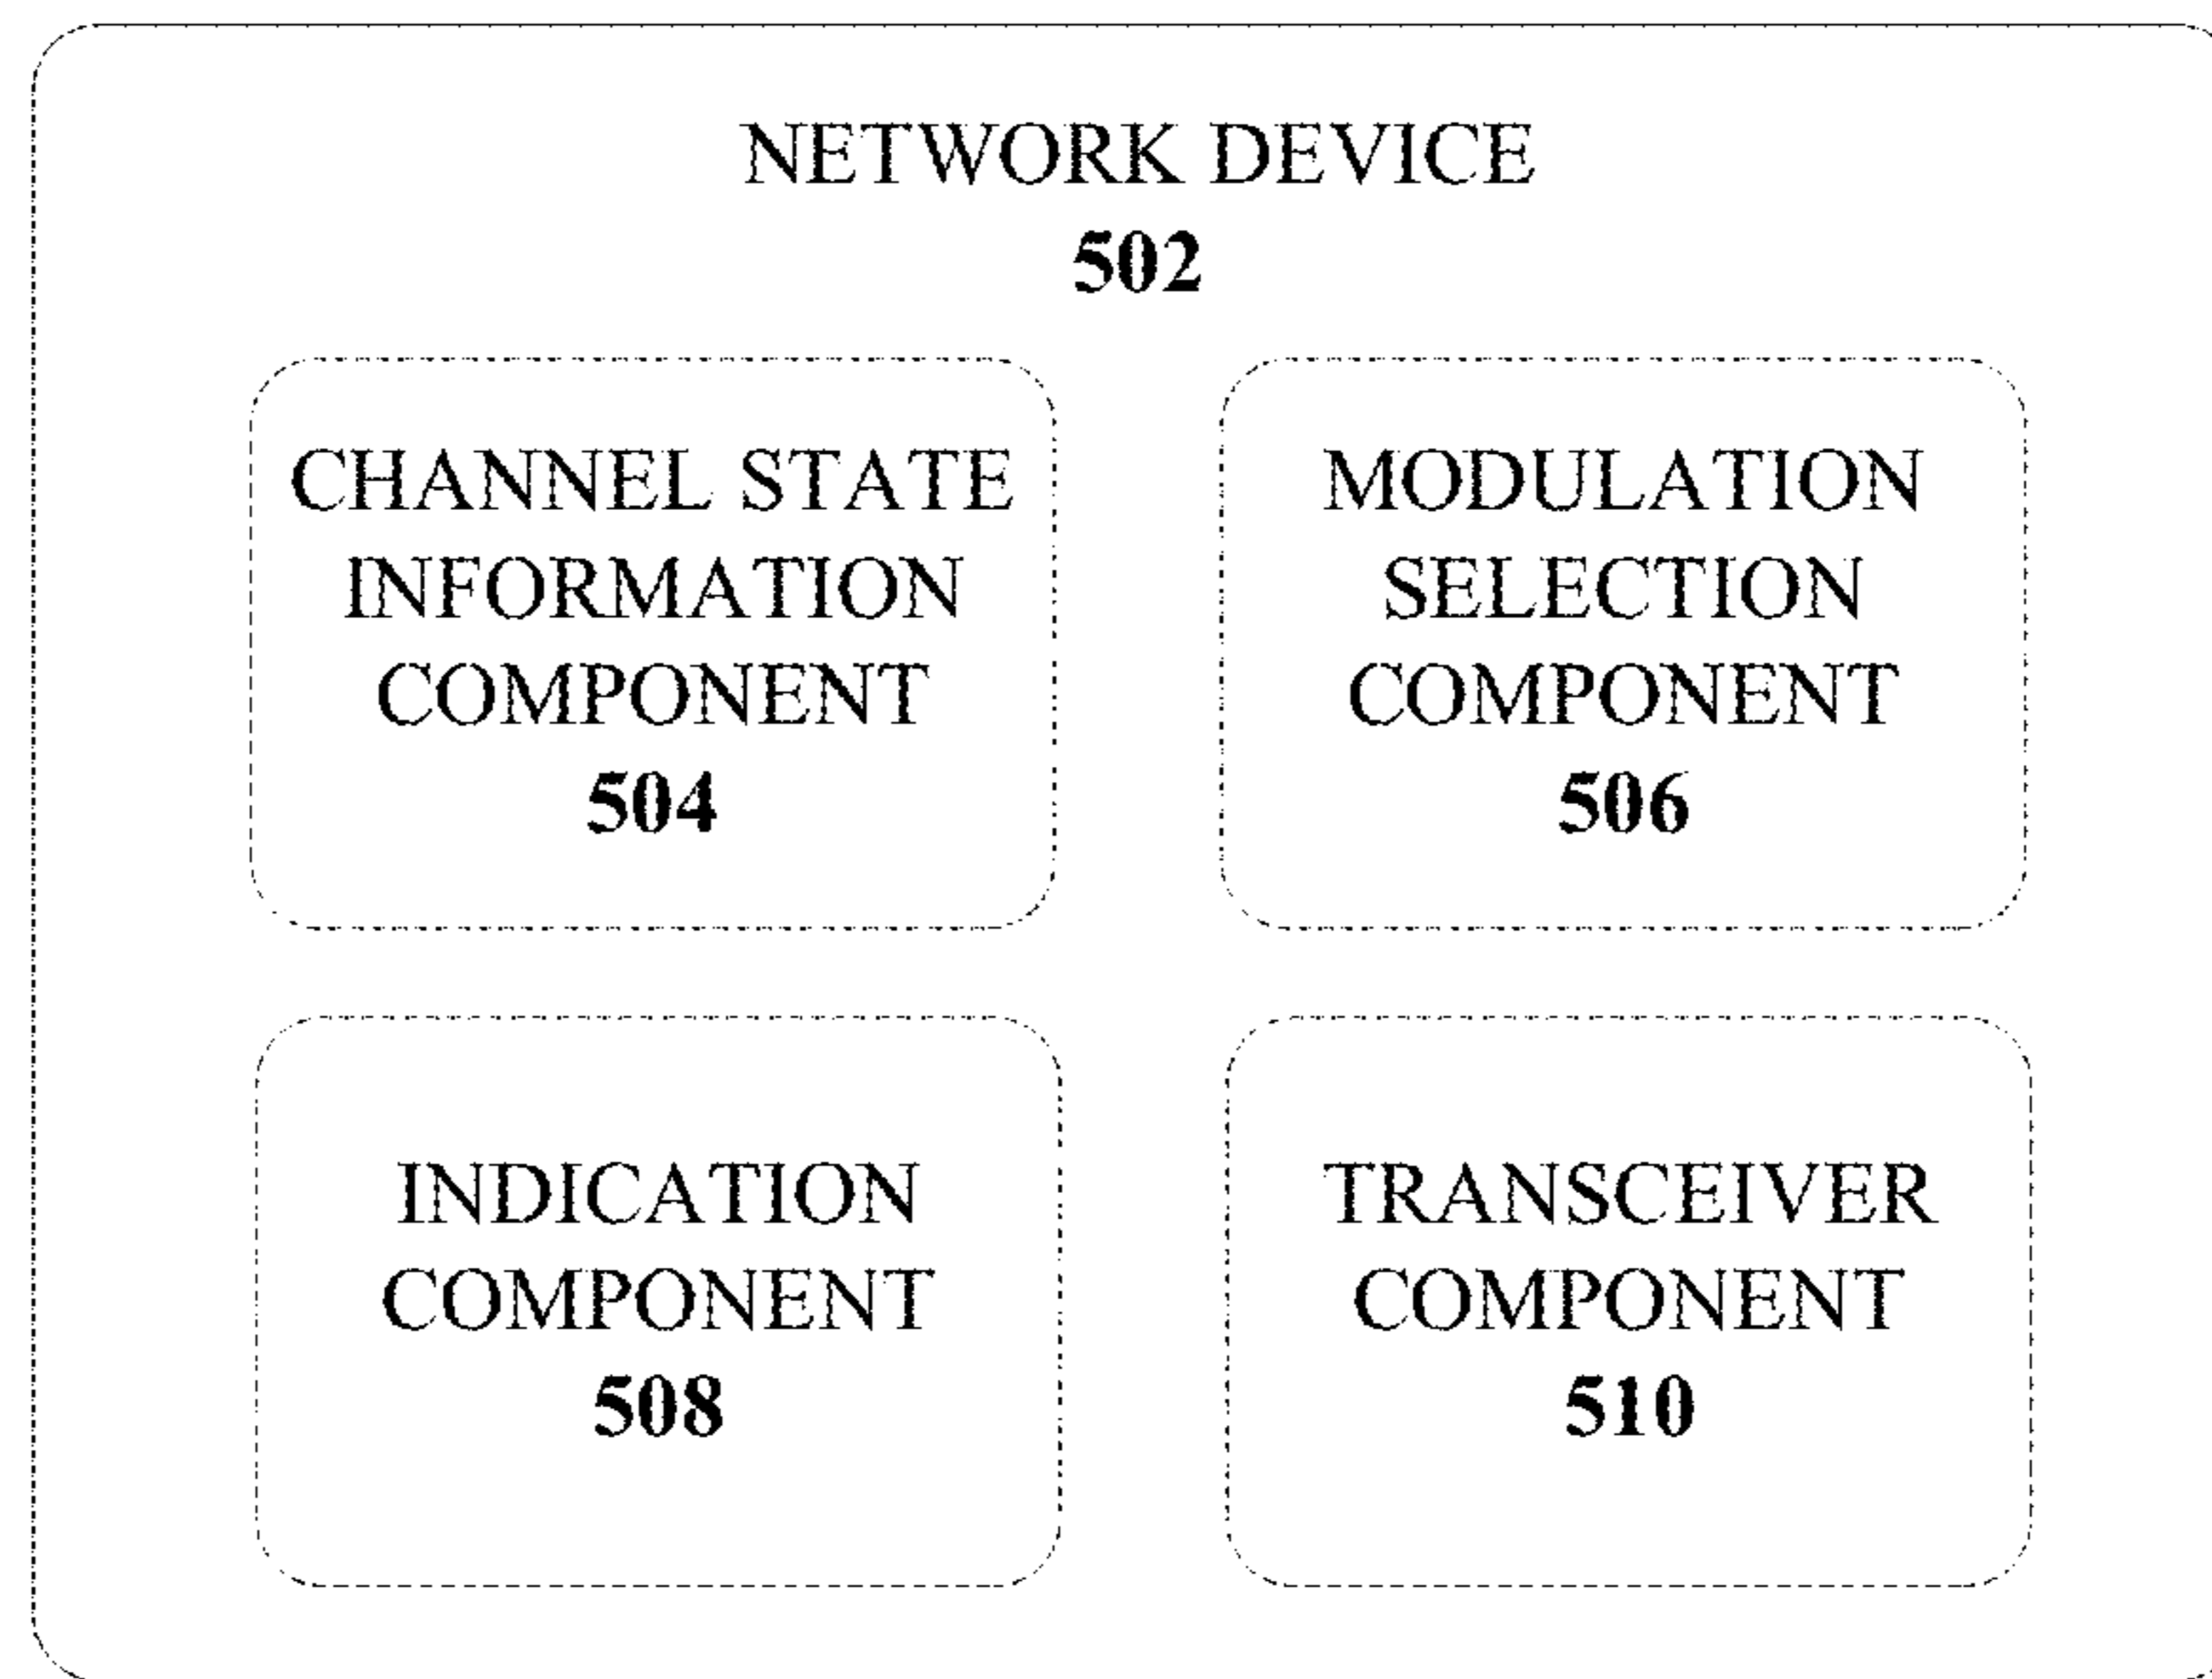 NETWORK DEVICE
502
CHANNEL STATE
INFORMATION
COMPONENT
504
MODULATION
SELECTION
COMPONENT
506
INDICATION
COMPONENT
508
TRANSCEIVER
COMPONENT
510